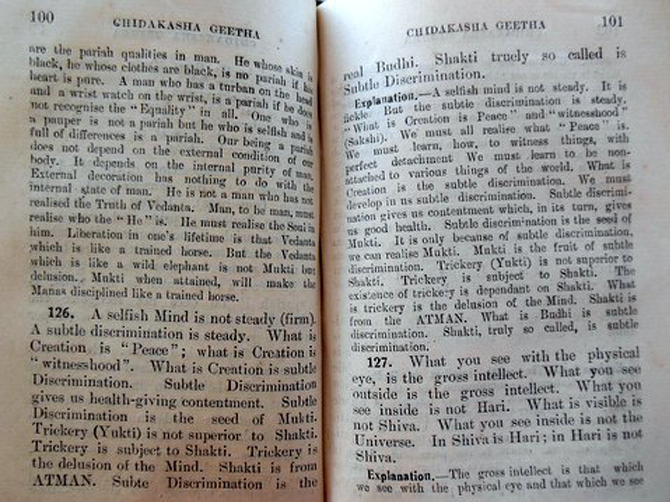 100 CHIDAKASHA GEETHA
are the pariah qualities in man. He whose skin is
black, he whose clothes are black, is no pariah if his
heart is pure. A man who has a turban on the head
and a wrist watch on the wrist, is a pariah if he does
not recognise the "Equality" in all. One who is
a pauper is not a pariah but he who is selfish and is
full of differences is a pariah. Our being a pariah
does not depend on the external condition of our
body. It depends on the internal purity of man.
External decoration has nothing to do with the
internal state of man. He is not a man who has not
realised the Truth of Vedanta. Man, to be man, must
realise who the "He" is. He must realise the Soul in
him. Liberation in one's lifetime is that Vedanta
which is like a trained horse. But the Vedanta
which is like a wild elephant is not Mukti but
delusion. Mukti when attained, will make the
Manas disciplined like a trained horse.
126. A selfish Mind is not steady (firm).
A subtle discrimination is steady. What is
Creation is "Peace"; what is Creation is
"witnesshood". What is Creation is subtle
Discrimination. Subtle Discrimination
gives us health-giving contentment. Subtle
Discrimination is the seed of Mukti.
Trickery (Yukti) is not superior to Shakti.
Trickery is subject to Shakti. Trickery is
the delusion of the Mind. Shakti is from
ATMAN. Subte Discrimination is the
CHIDAKASHA GEETHA 101
real Budhi. Shakti truely so called is
Subtle Discrimination.
Explanation.—A selfish mind is not steady. It is
fickle. But the subtle discrimination is steady.
"What is Creation is Peace" and "witnesshood"
(Sakshi). We must all realise what "Peace" is.
We must learn, how, to witness things, with
perfect detachment We must learn to be non-
attached to various things of the world. What is
Creation is the subtle discrimination. We must
develop in us subtle discrimination. Subtle discrimi-
nation gives us contentment which, in its turn, gives
us good health. Subtle discrimination is the seed of
Mukti. It is only because of subtle discrimination,
we can realise Mukti. Mukti is the fruit of subtle
discrimination. Trickery (Yukti) is not superior to
Shakti. Trickery is subject to Shakti. The
existence of trickery is dependant on Shakti. What
is trickery is the delusion of the Mind. Shakti is
from the ATMAN. What is Budhi is subtle
discrimination. Shakti, truly so called, is subtle
discrimination.
127. What you see with the physical
eye, is the gross intellect. What you see
outside is the gross intellect. What you
see inside is not Hari. What is visible is
not Shiva. What you see inside is not the
Universe. In Shiva is Hari; in Hari is not
Shiva.
Explanation.—The gross intellect is that which
we see with the physical eye and that which we see